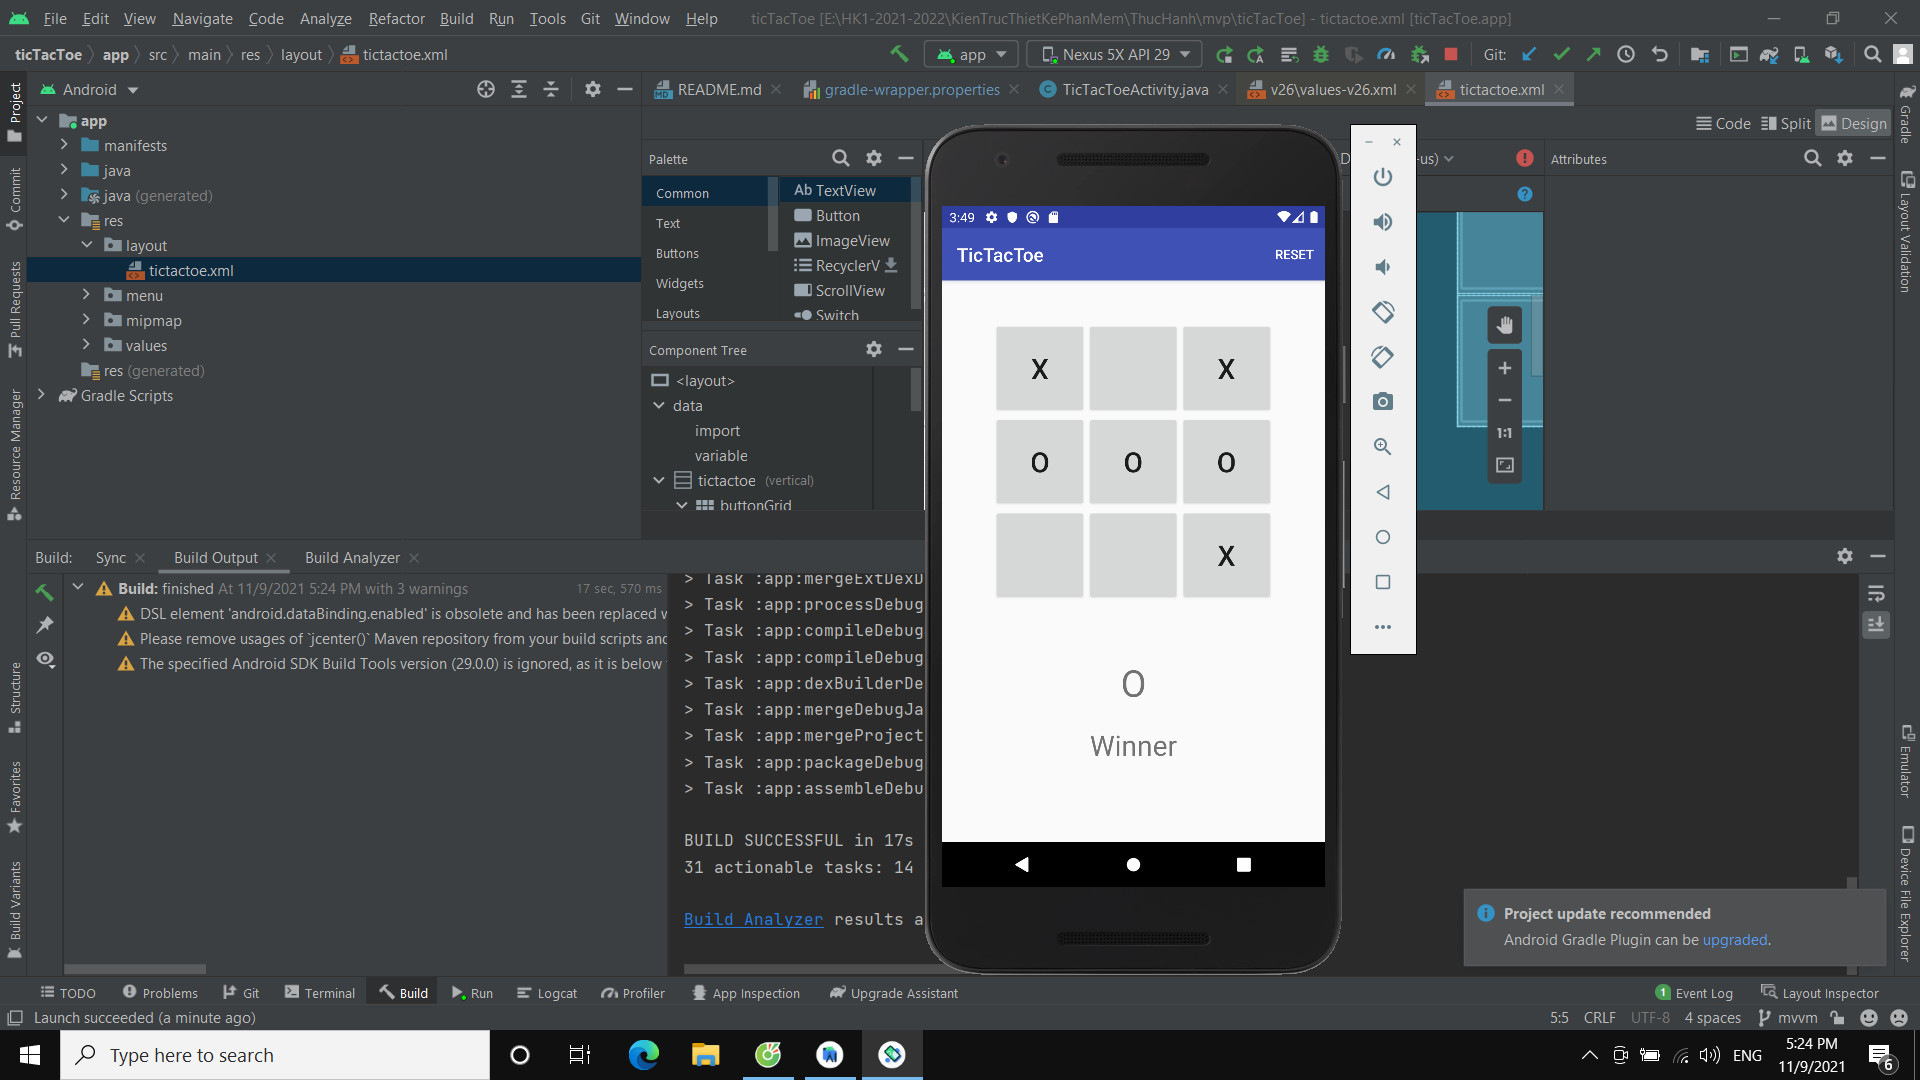 File Edit View Navigate Code Analyze Refactor Build Run Tools Git Window Help ticTacToe [E:\HK1-2021-2022\KienTrucThietKePhanMem\ThucHanh\mvp\ticTacToe] - tictactoe.xml [ticTacToe.app]
ticTacToe app src main res layout tictactoe.xml app Nexus 5X API 29 Git:
Android README.md gradle-wrapper.properties TicTacToeActivity.java v26\values-v26.xml tictactoe.xml
Code Split Design
app
manifests
java
java (generated)
res
layout
tictactoe.xml
menu
mipmap
values
res (generated)
Gradle Scripts
Project
Commit
Pull Requests
Resource Manager
Structure
Favorites
Build Variants
Palette
Common
Text
Buttons
Widgets
Layouts
Ab TextView
Button
ImageView
RecyclerV
ScrollView
Switch
Component Tree
<layout>
data
import
variable
tictactoe (vertical)
buttonGrid
-us)
Attributes
1:1
Gradle
Layout Validation
Emulator
Device File Explorer
3:49
TicTacToe RESET
X X
O O O
X
O
Winner
Build: Sync Build Output Build Analyzer
Build: finished At 11/9/2021 5:24 PM with 3 warnings 17 sec, 570 ms
DSL element 'android.dataBinding.enabled' is obsolete and has been replaced w
Please remove usages of `jcenter()` Maven repository from your build scripts and
The specified Android SDK Build Tools version (29.0.0) is ignored, as it is below
> Task :app:mergeExtDexD
> Task :app:processDebug
> Task :app:compileDebug
> Task :app:compileDebug
> Task :app:dexBuilderDe
> Task :app:mergeDebugJa
> Task :app:mergeProject
> Task :app:packageDebug
> Task :app:assembleDebu
BUILD SUCCESSFUL in 17s
31 actionable tasks: 14
Build Analyzer results a
Project update recommended
Android Gradle Plugin can be upgraded.
TODO Problems Git Terminal Build Run Logcat Profiler App Inspection Upgrade Assistant 1 Event Log Layout Inspector
Launch succeeded (a minute ago) 5:5 CRLF UTF-8 4 spaces mvvm
Type here to search
ENG
5:24 PM
11/9/2021
6